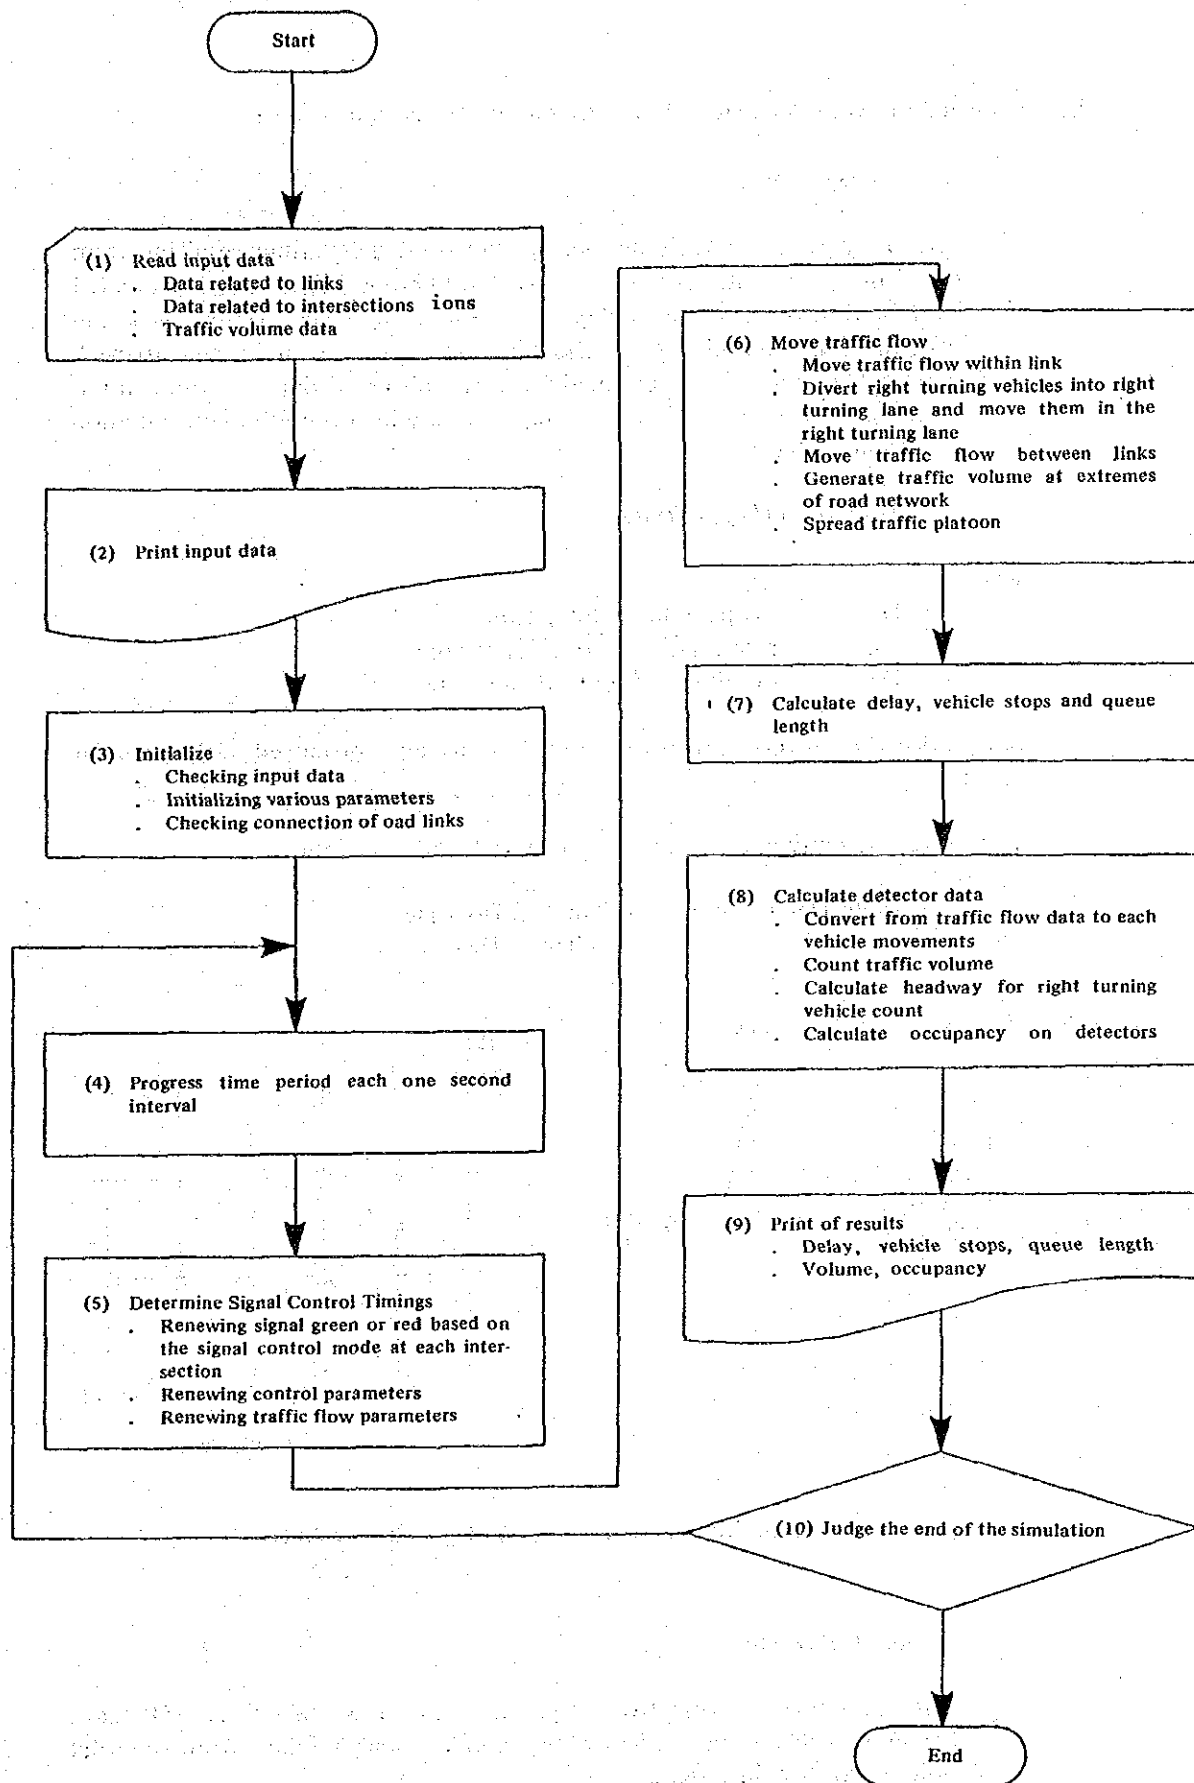 Start
(1) Read input data
. Data related to links
. Data related to intersections ions
. Traffic volume data
(2) Print input data
(3) Initialize
. Checking input data
. Initializing various parameters
. Checking connection of oad links
(4) Progress time period each one second
interval
(5) Determine Signal Control Timings
. Renewing signal green or red based on
the signal control mode at each inter-
section
. Renewing control parameters
. Renewing traffic flow parameters
(6) Move traffic flow
. Move traffic flow within link
. Divert right turning vehicles into right
turning lane and move them in the
right turning lane
. Move traffic flow between links
. Generate traffic volume at extremes
of road network
. Spread traffic platoon
(7) Calculate delay, vehicle stops and queue
length
(8) Calculate detector data
. Convert from traffic flow data to each
vehicle movements
. Count traffic volume
. Calculate headway for right turning
vehicle count
. Calculate occupancy on detectors
(9) Print of results
. Delay, vehicle stops, queue length
. Volume, occupancy
(10) Judge the end of the simulation
End